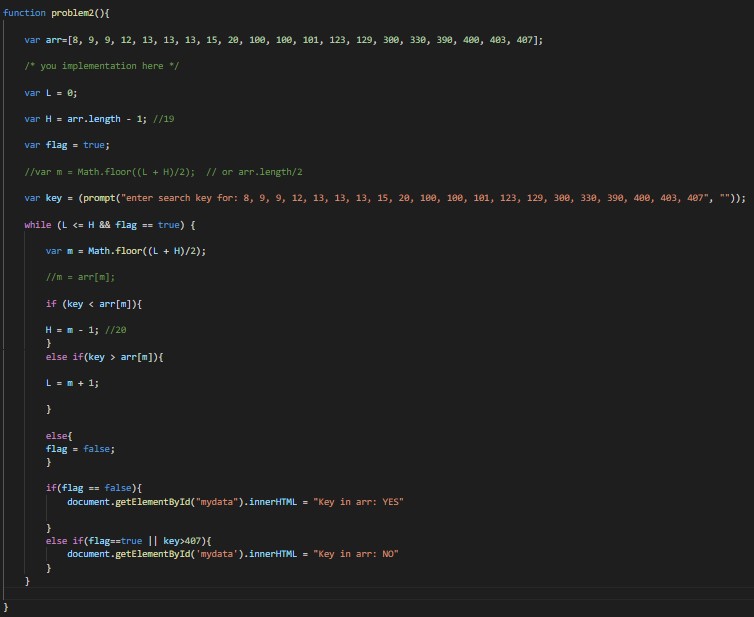 function problem2(){
var arr=[8, 9, 9, 12, 13, 13, 13, 15, 20, 100, 100, 101, 123, 129, 300, 330, 390, 400, 403, 407];
/* you implementation here */
var L = 0;
var H = arr.length - 1; //19
var flag = true;
//var m = Math.floor((L + H)/2);  // or arr.length/2
var key = (prompt("enter search key for: 8, 9, 9, 12, 13, 13, 13, 15, 20, 100, 100, 101, 123, 129, 300, 330, 390, 400, 403, 407", ""));
while (L <= H && flag == true) {
var m = Math.floor((L + H)/2);
//m = arr[m];
if (key < arr[m]){
H = m - 1; //20
}
else if(key > arr[m]){
L = m + 1;
}
else{
flag = false;
}
if(flag == false){
document.getElementById("mydata").innerHTML = "Key in arr: YES"
}
else if(flag==true || key>407){
document.getElementById('mydata').innerHTML = "Key in arr: NO"
}
}
}